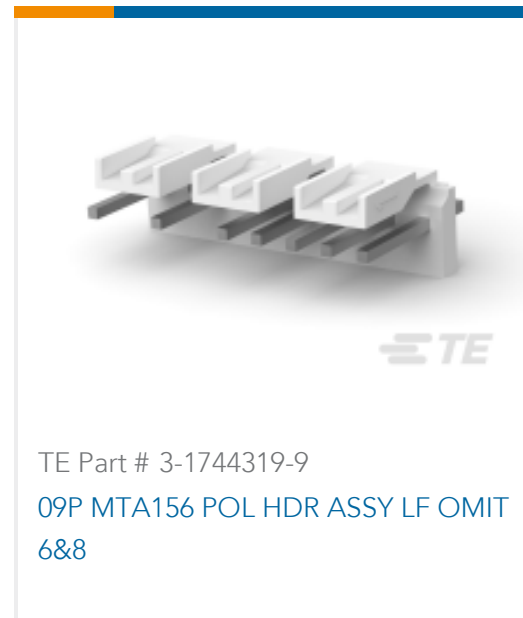 TE
TE Part # 3-1744319-9
09P MTA156 POL HDR ASSY LF OMIT
6&8